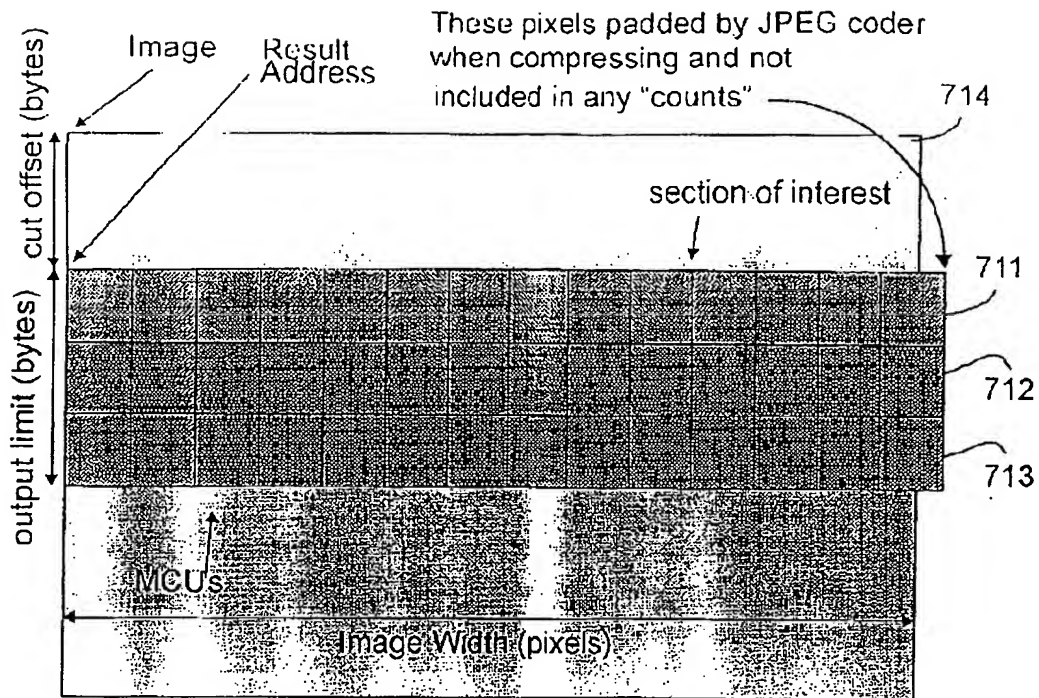 These pixels padded by JPEG coder
when compressing and not
included in any "counts"
Image
Result
Address
714
cut offset (bytes)
section of interest
711
output limit (bytes)
712
713
MCUs
Image Width (pixels)